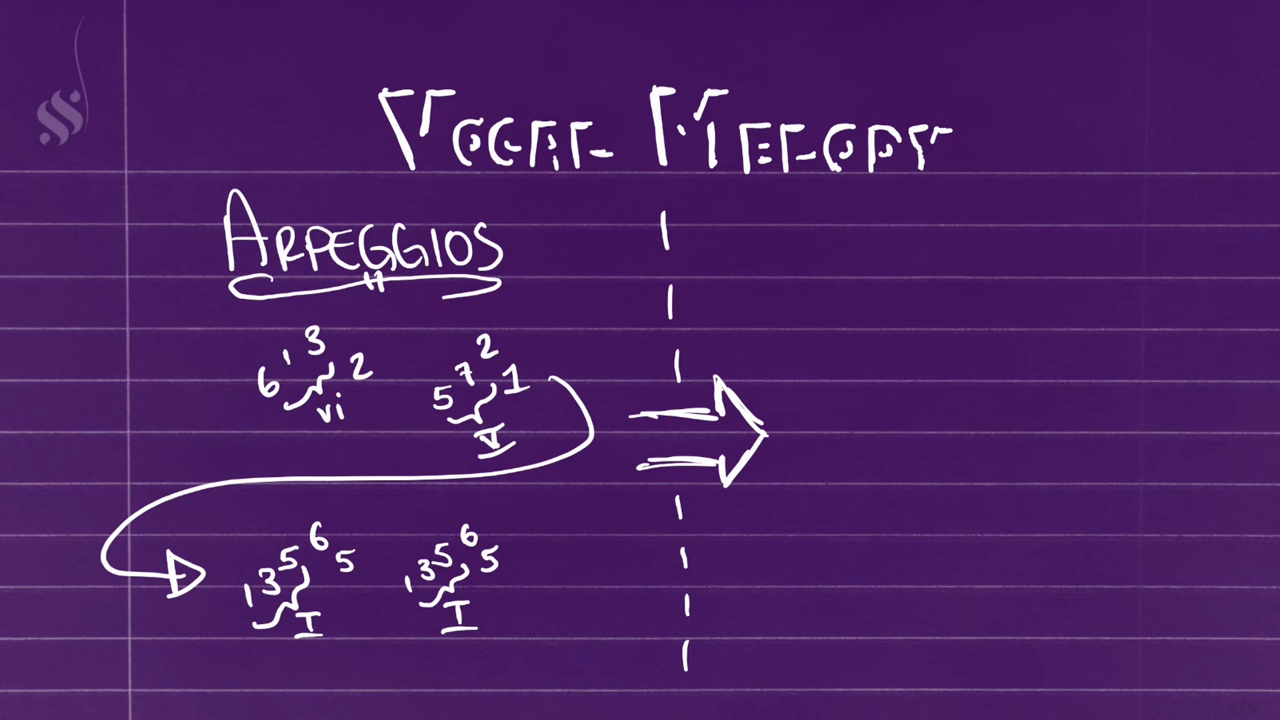 VOCAL MELODY
ARPEGGIOS
6 1 3 2 5 7 2 1
vi V
1 3 5 6 5 1 3 5 6 5
I I